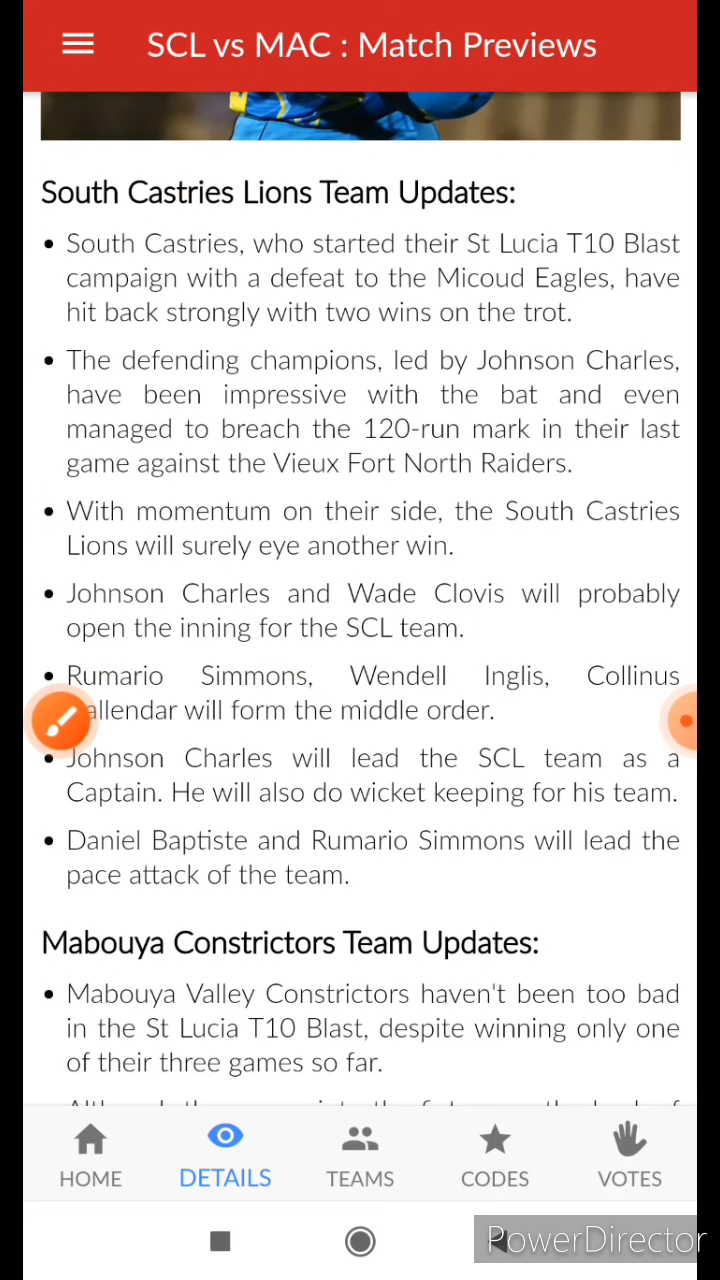 SCL vs MAC : Match Previews
South Castries Lions Team Updates:
• South Castries, who started their St Lucia T10 Blast
campaign with a defeat to the Micoud Eagles, have
hit back strongly with two wins on the trot.
• The defending champions, led by Johnson Charles,
have been impressive with the bat and even
managed to breach the 120-run mark in their last
game against the Vieux Fort North Raiders.
• With momentum on their side, the South Castries
Lions will surely eye another win.
• Johnson Charles and Wade Clovis will probably
open the inning for the SCL team.
• Rumario Simmons, Wendell Inglis, Collinus
allendar will form the middle order.
• Johnson Charles will lead the SCL team as a
Captain. He will also do wicket keeping for his team.
• Daniel Baptiste and Rumario Simmons will lead the
pace attack of the team.
Mabouya Constrictors Team Updates:
• Mabouya Valley Constrictors haven't been too bad
in the St Lucia T10 Blast, despite winning only one
of their three games so far.
HOME DETAILS TEAMS CODES VOTES
PowerDirector